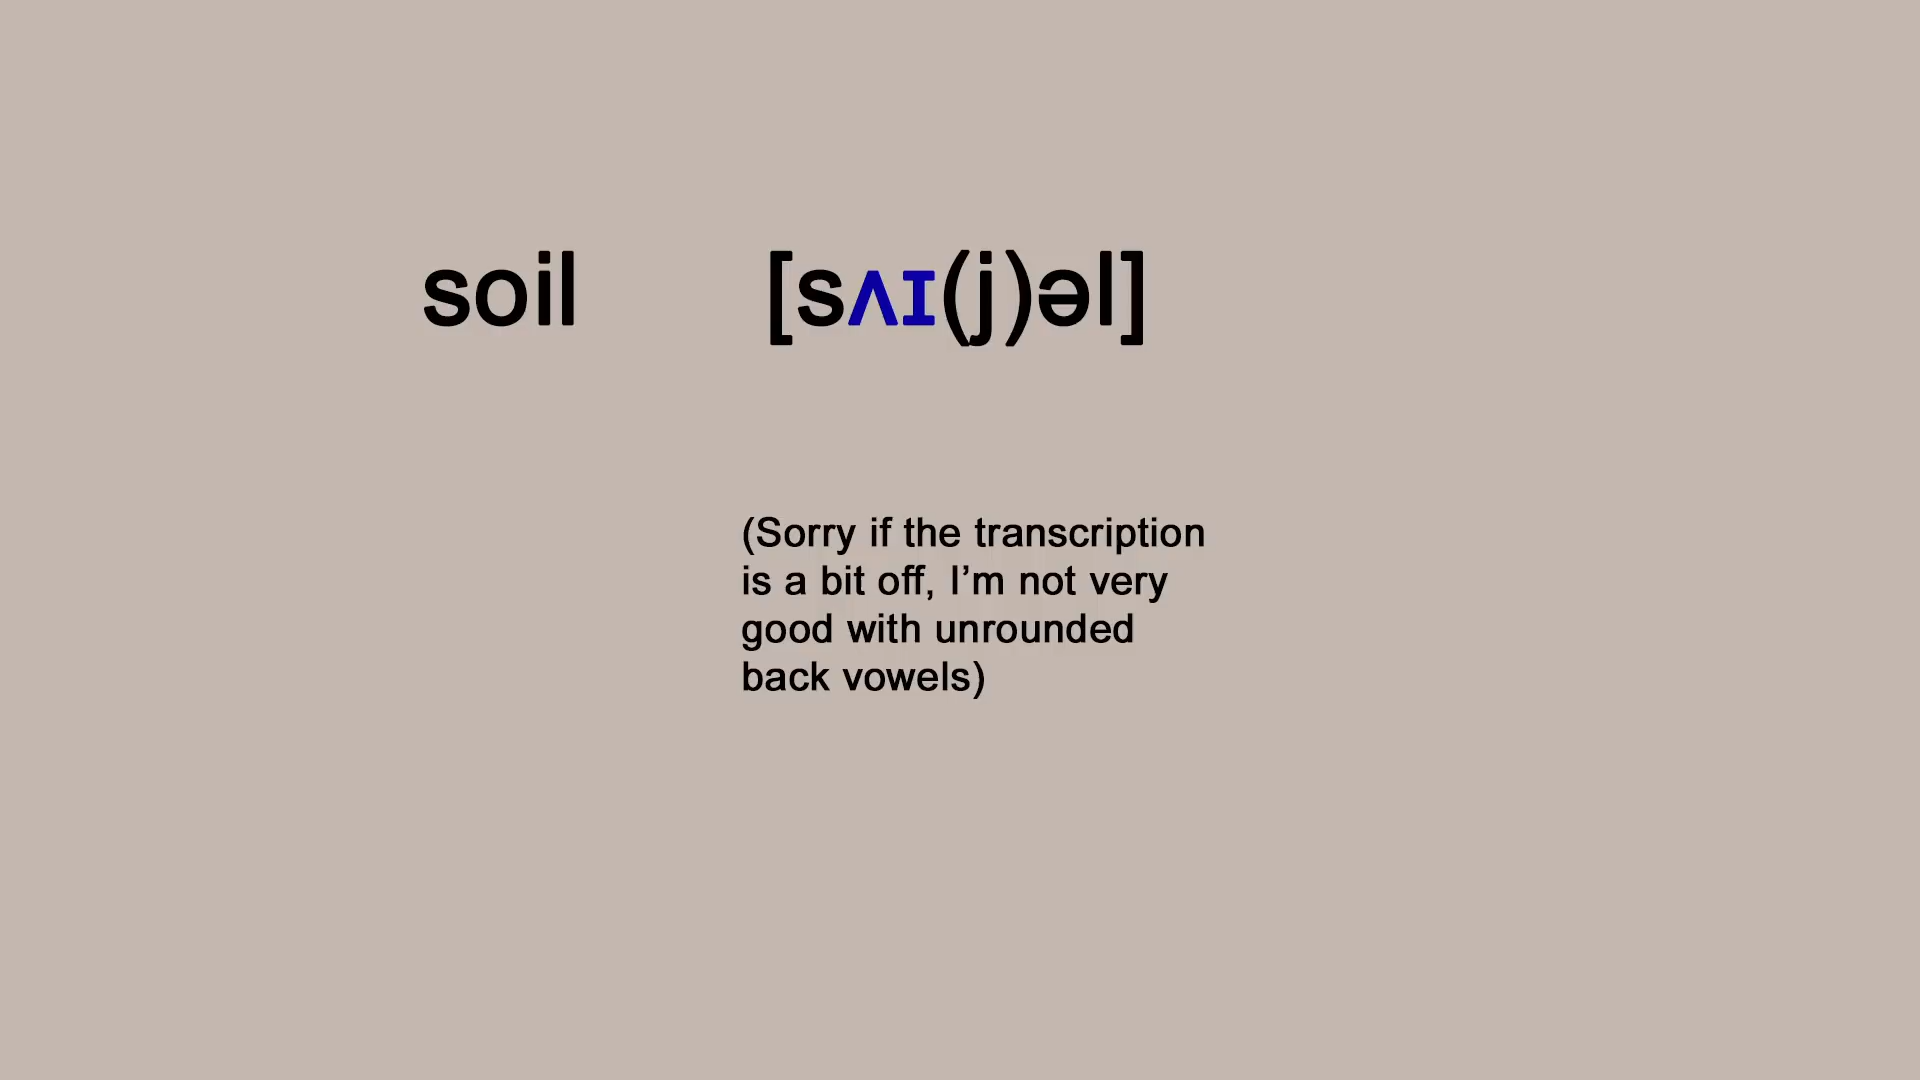 soil [sʌɪ(j)əl]
(Sorry if the transcription
is a bit off, I’m not very
good with unrounded
back vowels)